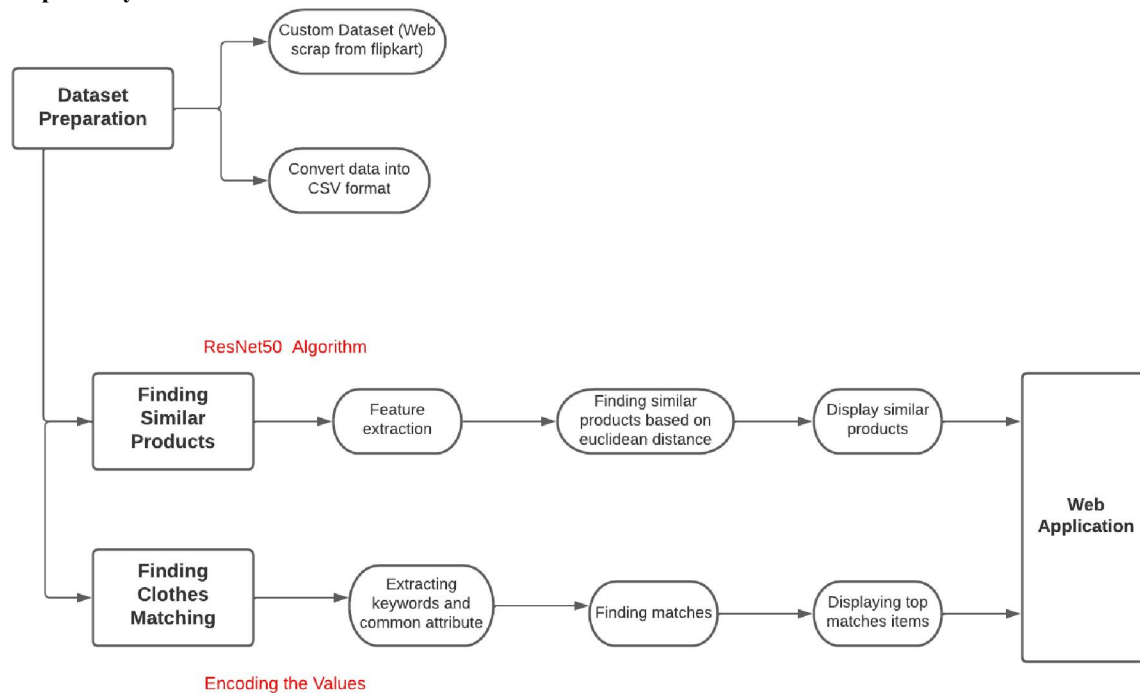 Custom Dataset (Web
scrap from flipkart)
Dataset
Preparation
Convert data into
CSV format
ResNet50 Algorithm
Finding
Similar
Products
Feature
extraction
Finding similar
products based on
euclidean distance
Display similar
products
Web
Application
Finding
Clothes
Matching
Extracting
keywords and
common attribute
Finding matches
Displaying top
matches items
Encoding the Values